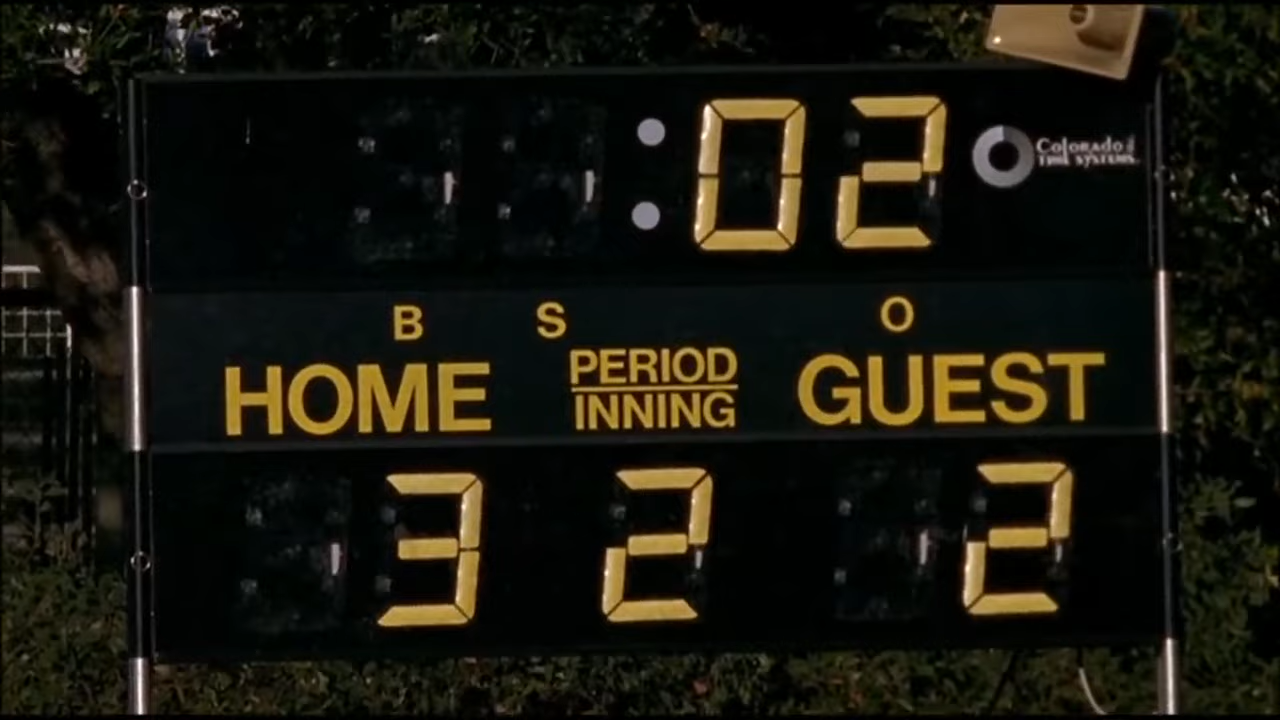 :02
Colorado
TIME SYSTEMS
B S O
HOME PERIOD GUEST
INNING
3 2 2